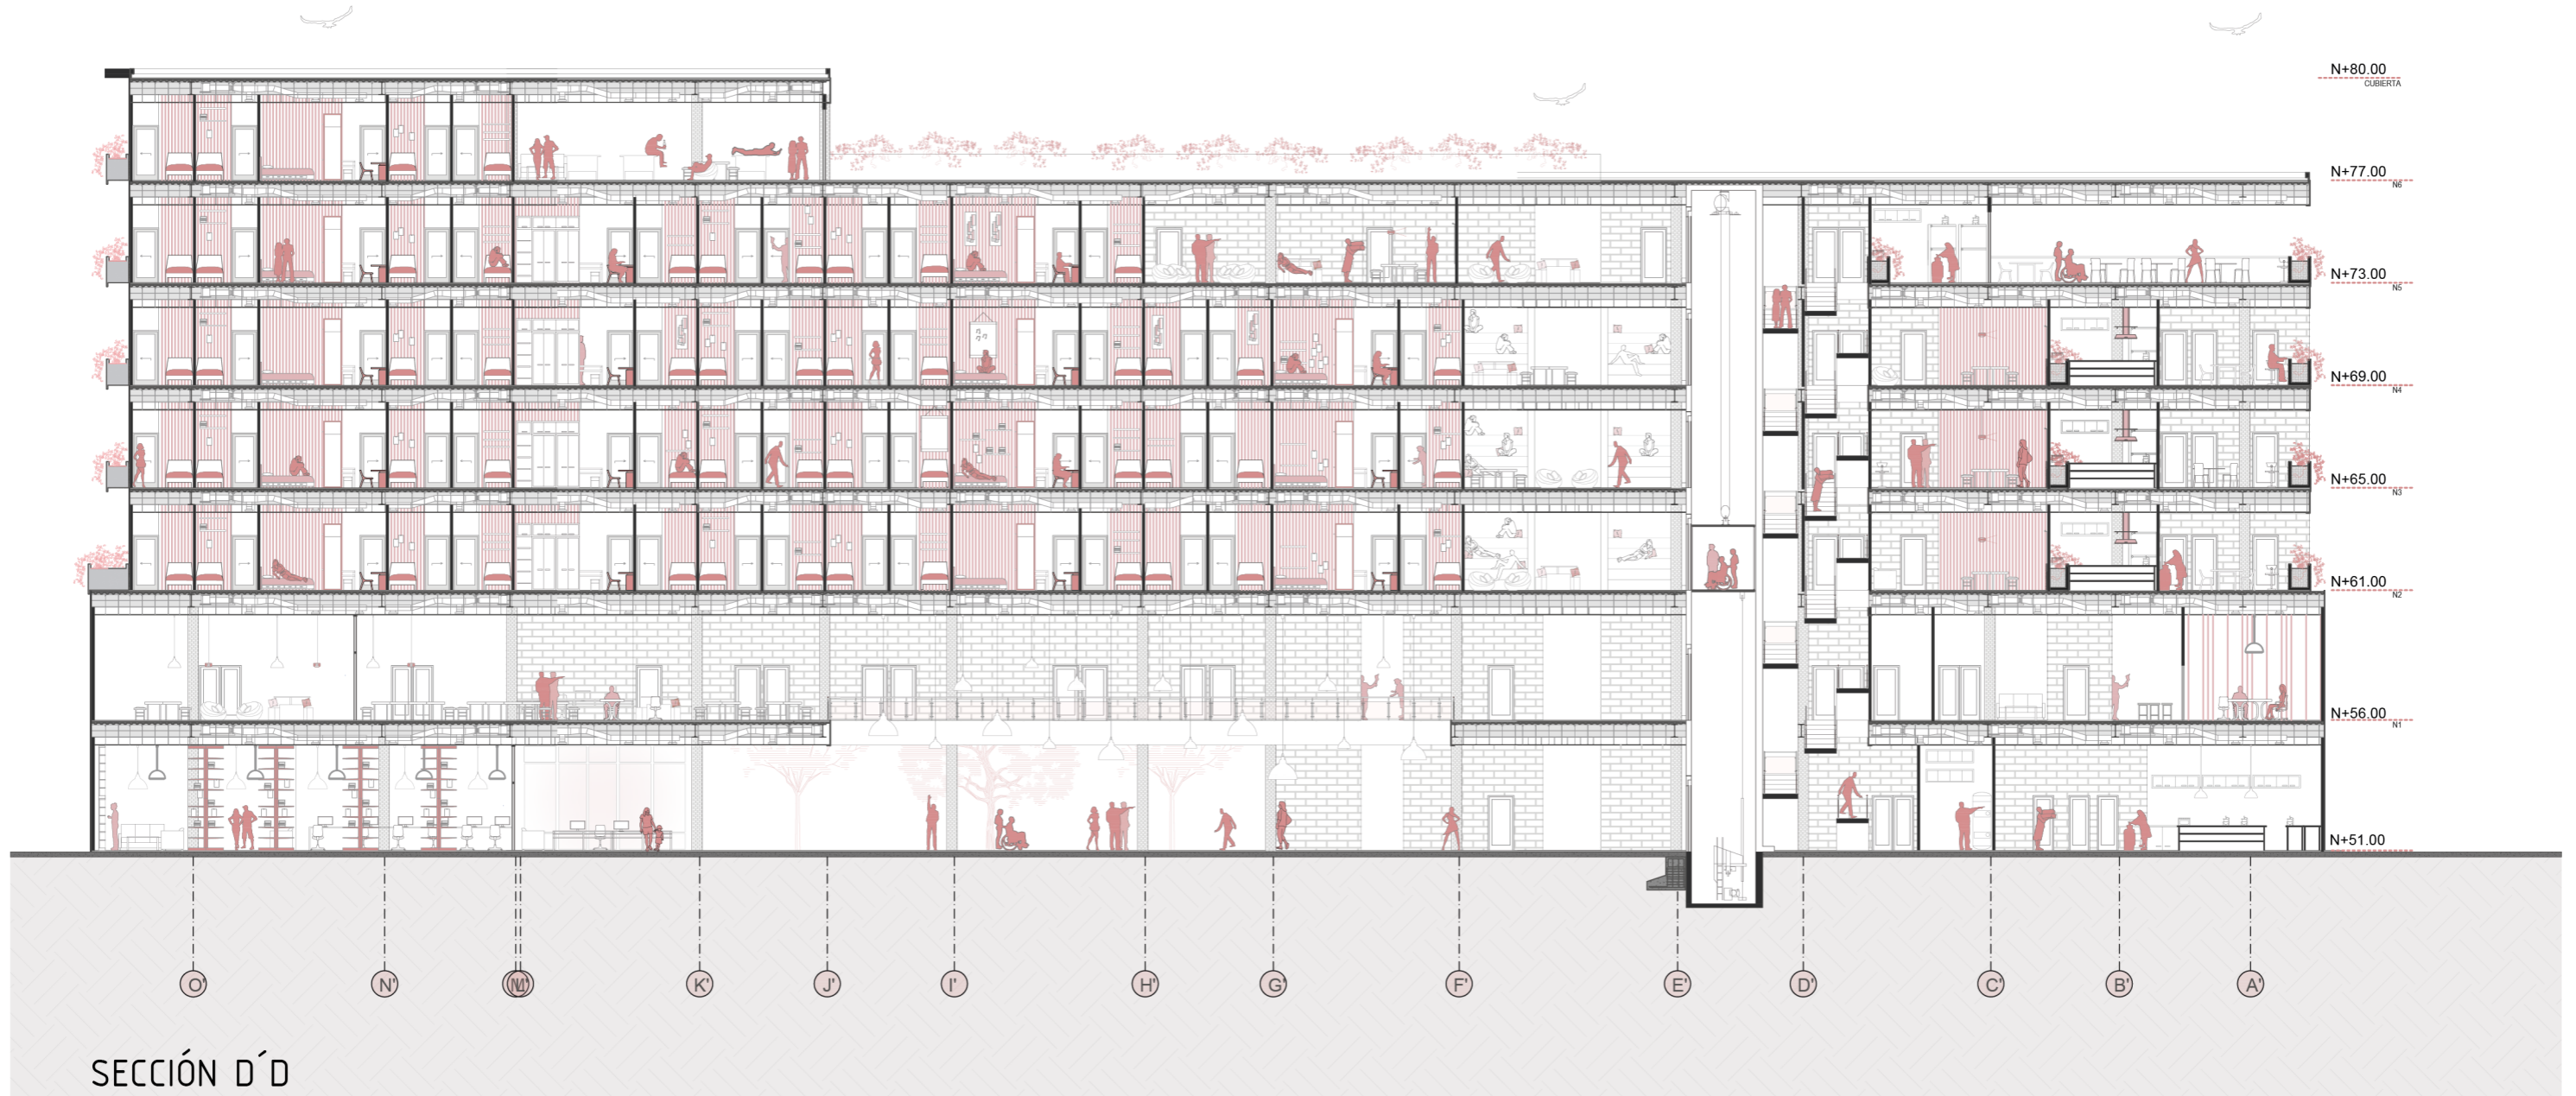 N+80.00
CUBIERTA
N+77.00
N6
N+73.00
N5
N+69.00
N4
N+65.00
N3
N+61.00
N2
N+56.00
N1
N+51.00
O' N' M' L' K' J' I' H' G' F' E' D' C' B' A'
SECCIÓN D´D